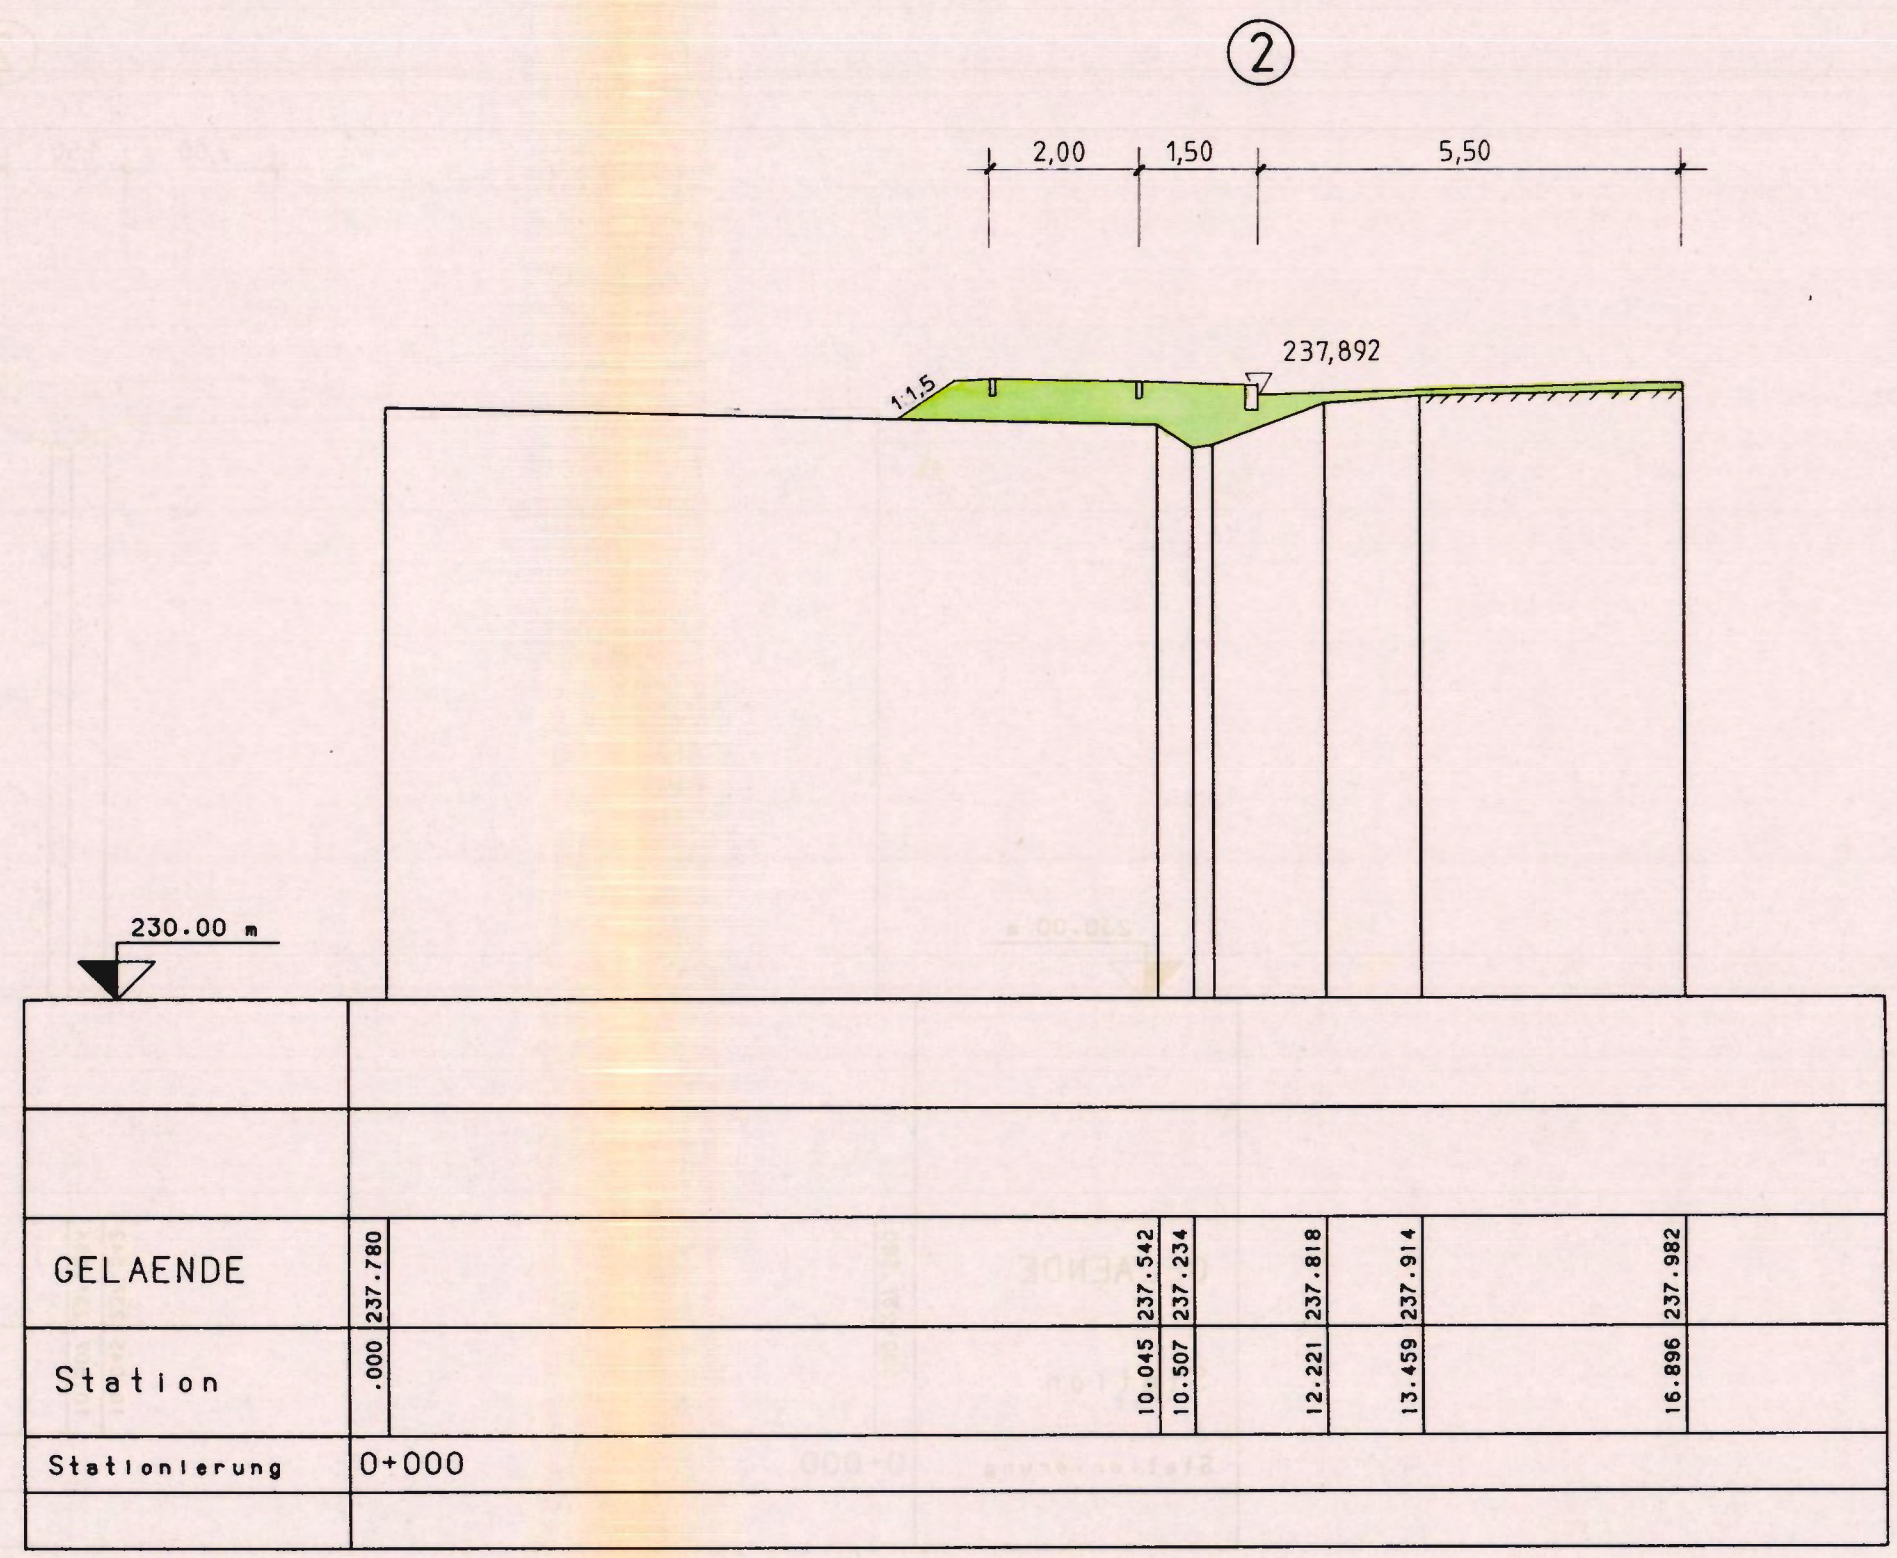 2
2,00 1,50 5,50
237,892
1:1,5
230.00 m
GELAENDE 237.780 237.542 237.234 237.818 237.914 237.982
Station .000 10.045 10.507 12.221 13.459 16.896
Stationierung 0+000